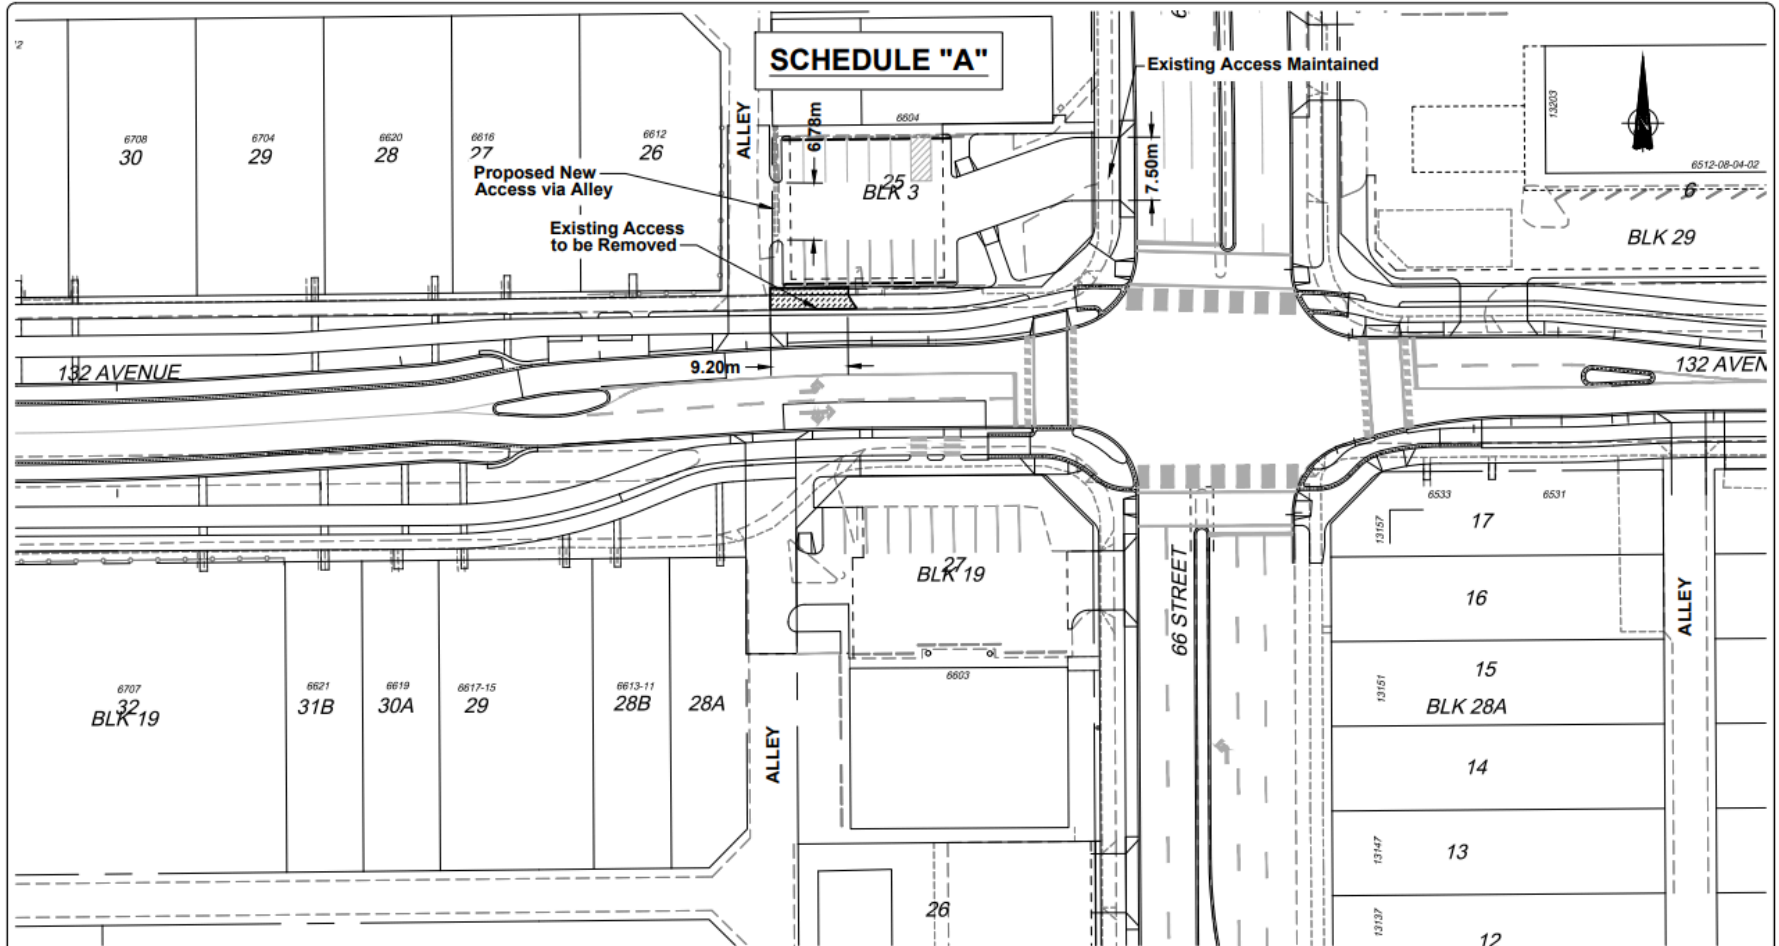 SCHEDULE "A"
Existing Access Maintained
ALLEY
6.78m
7.50m
6604
13203
6512-08-04-02
6
BLK 29
6708
30
6704
29
6620
28
6616
27
6612
26
Proposed New
Access via Alley
25
BLK 3
Existing Access
to be Removed
132 AVENUE
9.20m
132 AVEN
6533
6531
13157
17
27
BLK 19
66 STREET
16
ALLEY
15
13151
BLK 28A
6603
6707
32
BLK 19
6621
31B
6619
30A
6617-15
29
6613-11
28B
28A
ALLEY
14
13147
13
26
13137
12